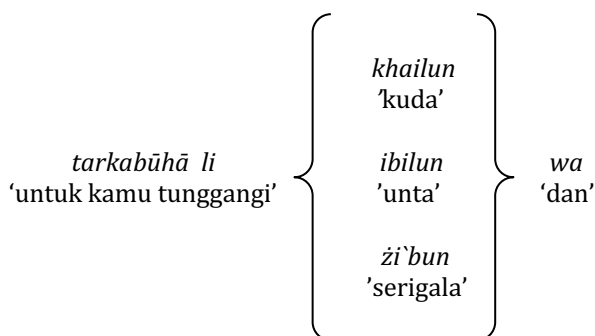 khailun
'kuda'
tarkabūhā li
‘untuk kamu tunggangi’
ibilun
'unta’
wa
‘dan’
żi`bun
'serigala’